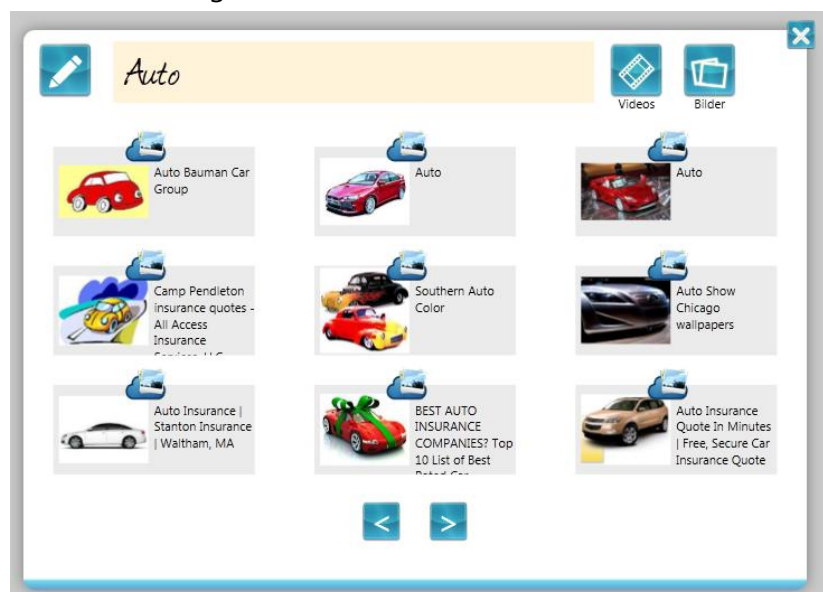 Auto
Videos
Bilder
Auto Bauman Car
Group
Auto
Auto
Camp Pendleton
insurance quotes -
All Access
Insurance
Southern Auto
Color
Auto Show
Chicago
wallpapers
Auto Insurance |
Stanton Insurance
| Waltham, MA
BEST AUTO
INSURANCE
COMPANIES? Top
10 List of Best
Auto Insurance
Quote In Minutes
| Free, Secure Car
Insurance Quote
< >